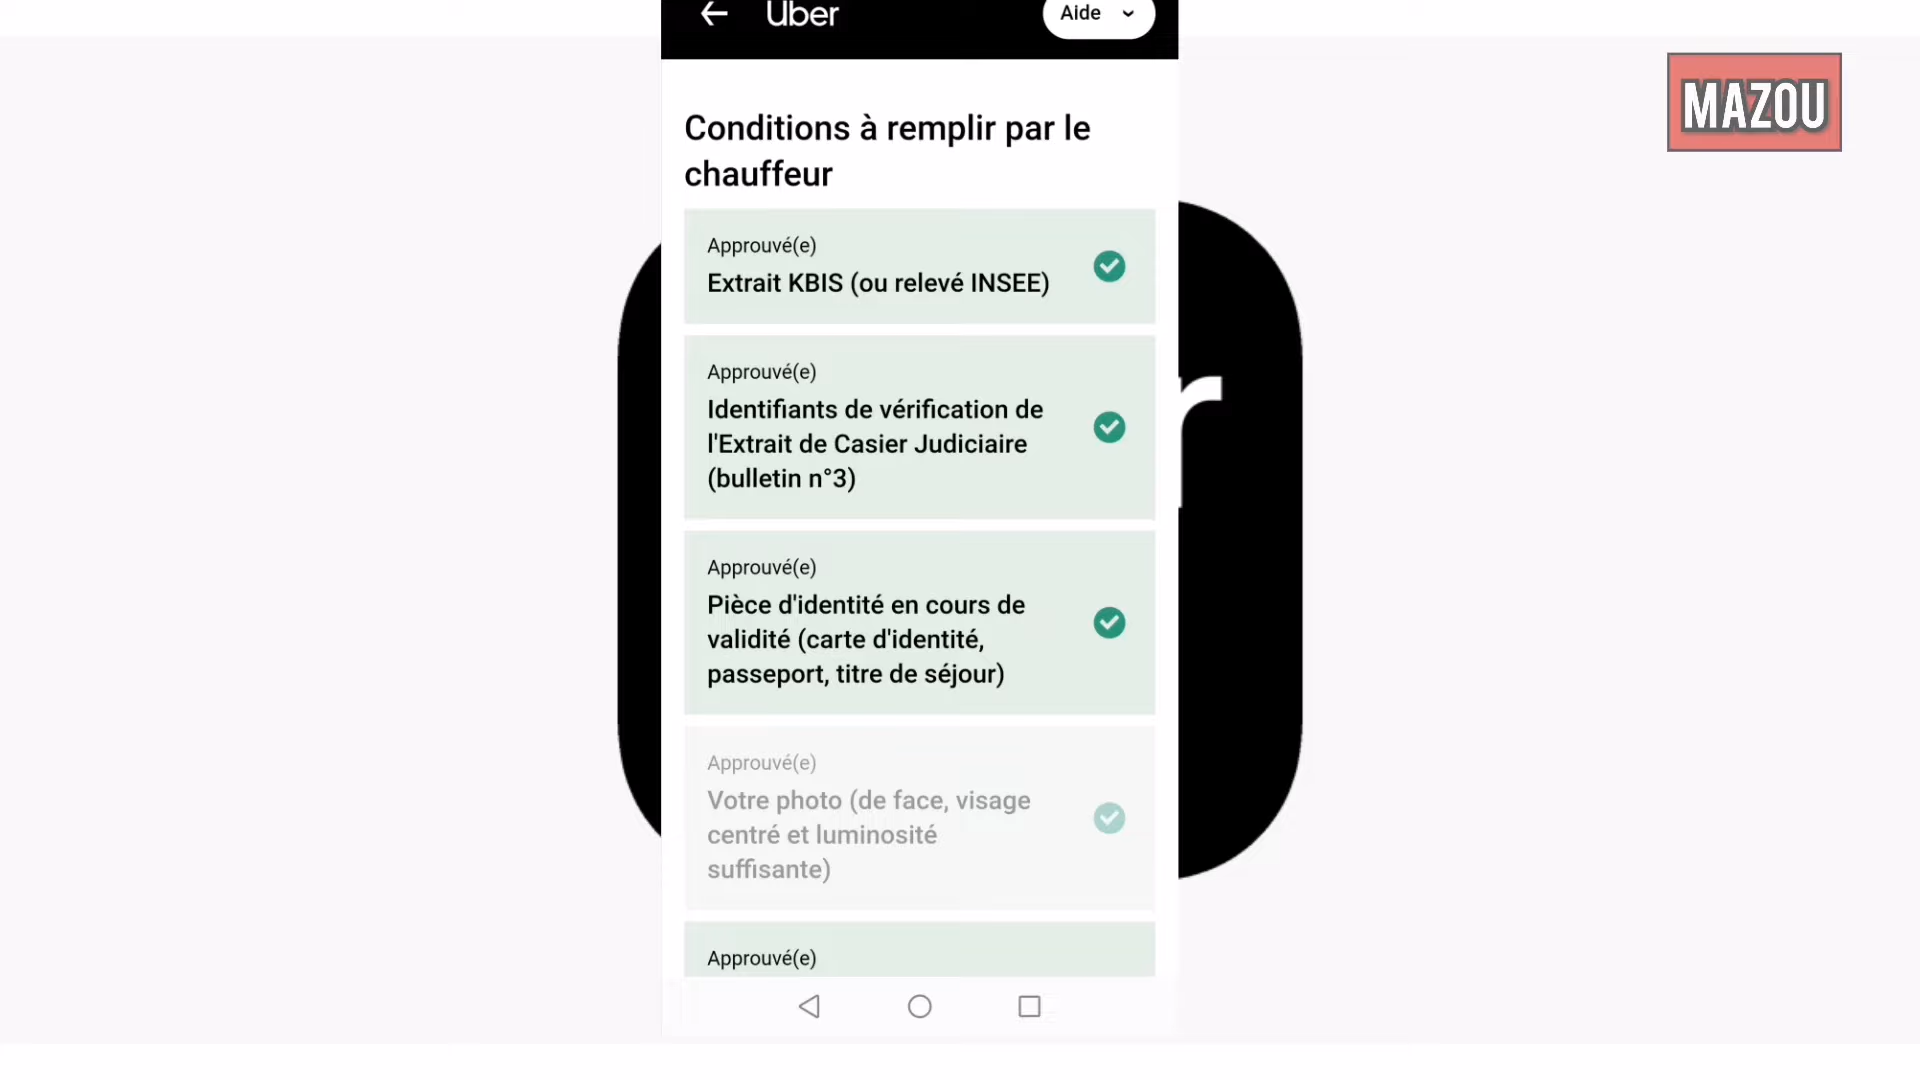 Uber
Aide
MAZOU
Conditions à remplir par le
chauffeur
Approuvé(e)
Extrait KBIS (ou relevé INSEE)
Approuvé(e)
Identifiants de vérification de
l'Extrait de Casier Judiciaire
(bulletin n°3)
Approuvé(e)
Pièce d'identité en cours de
validité (carte d'identité,
passeport, titre de séjour)
Approuvé(e)
Votre photo (de face, visage
centré et luminosité
suffisante)
Approuvé(e)
r